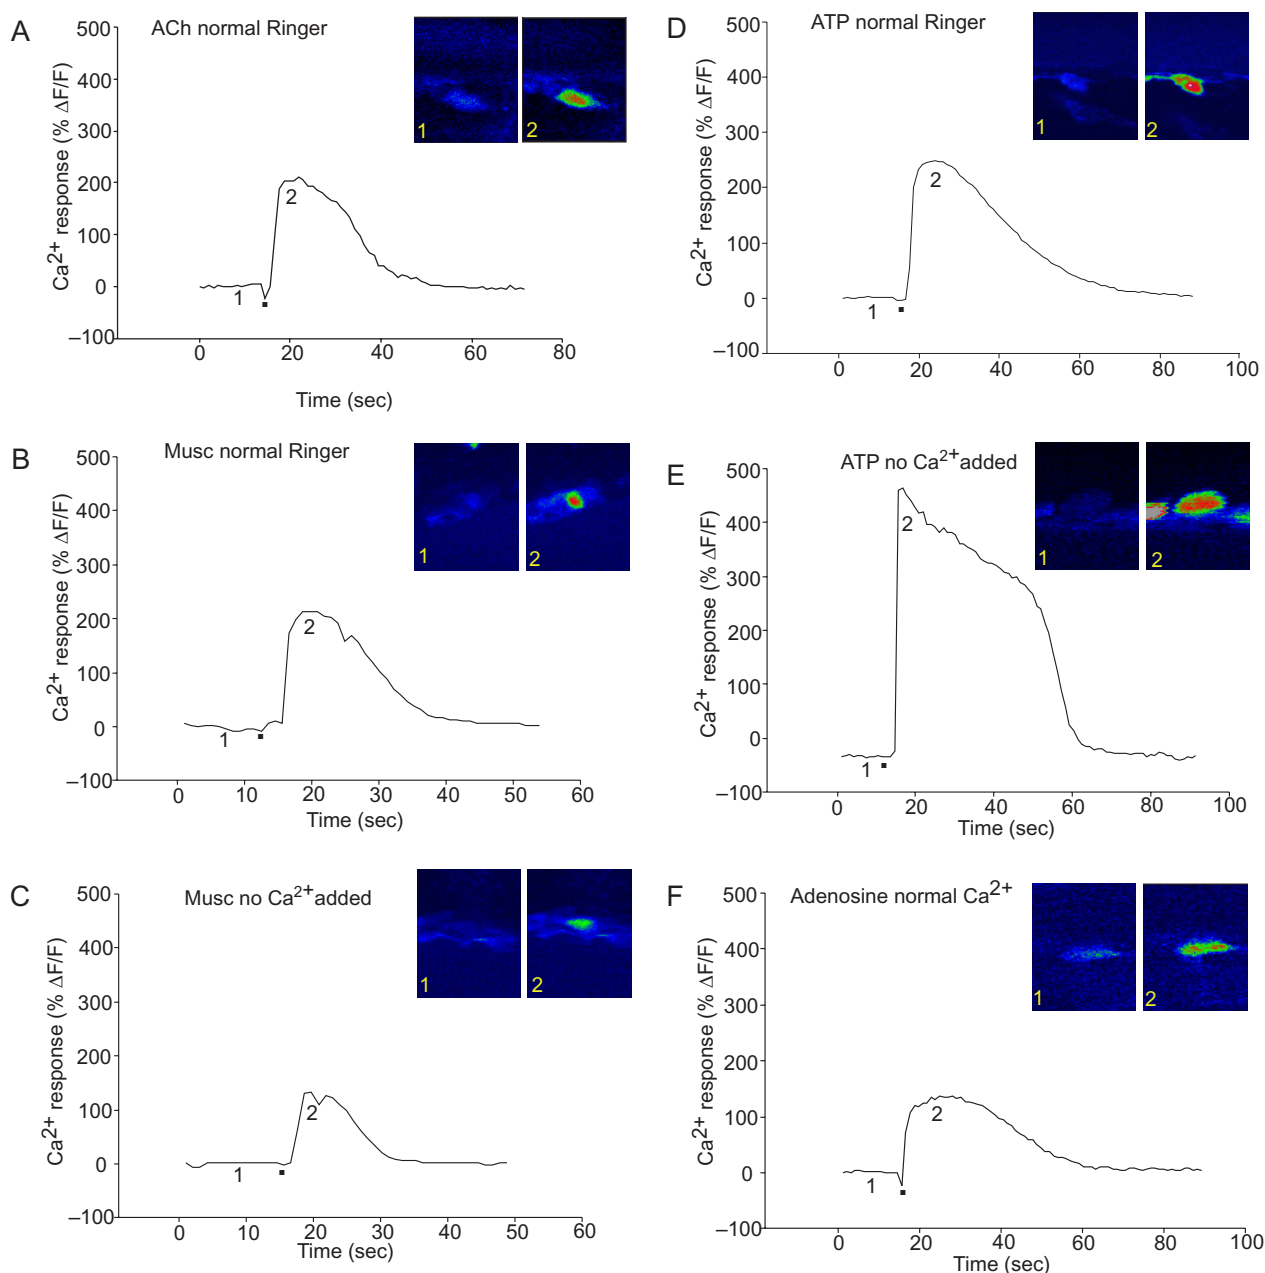 A
ACh normal Ringer
Ca2+ response (% ΔF/F)
500
400
300
200
100
0
–100
1
2
1
2
0 20 40 60 80
Time (sec)
B
Musc normal Ringer
Ca2+ response (% ΔF/F)
500
400
300
200
100
0
–100
1
2
1
2
0 10 20 30 40 50 60
Time (sec)
C
Musc no Ca2+ added
Ca2+ response (% ΔF/F)
500
400
300
200
100
0
–100
1
2
1
2
0 10 20 30 40 50 60
Time (sec)
D
ATP normal Ringer
Ca2+ response (% ΔF/F)
500
400
300
200
100
0
–100
1
2
1
2
0 20 40 60 80 100
E
ATP no Ca2+ added
Ca2+ response (% ΔF/F)
500
400
300
200
100
0
–100
1
2
1
2
0 20 40 60 80 100
Time (sec)
F
Adenosine normal Ca2+
Ca2+ response (% ΔF/F)
500
400
300
200
100
0
–100
1
2
1
2
0 20 40 60 80 100
Time (sec)